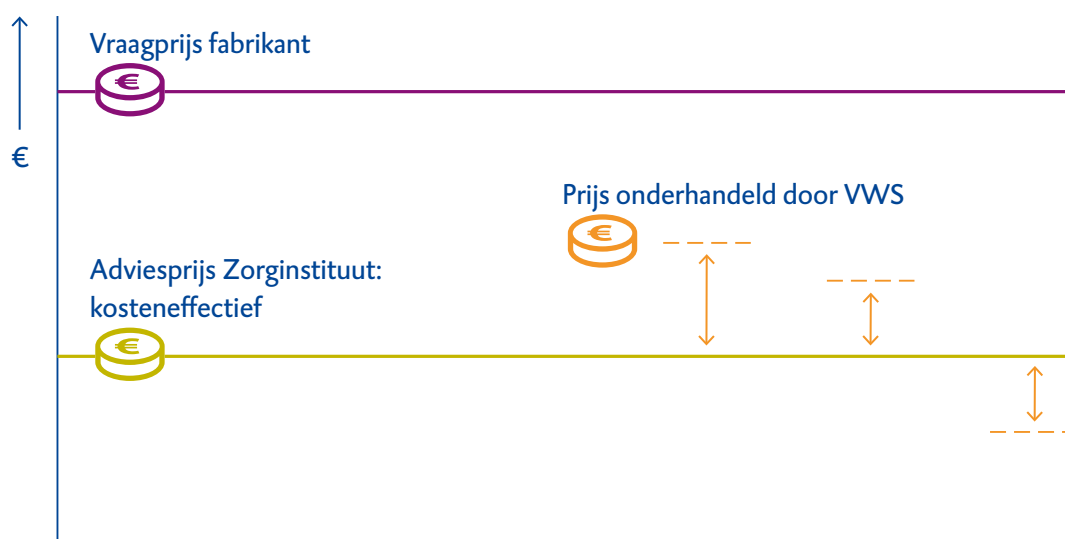 Vraagprijs fabrikant
€
€
Prijs onderhandeld door VWS
€
Adviesprijs Zorginstituut:
kosteneffectief
€